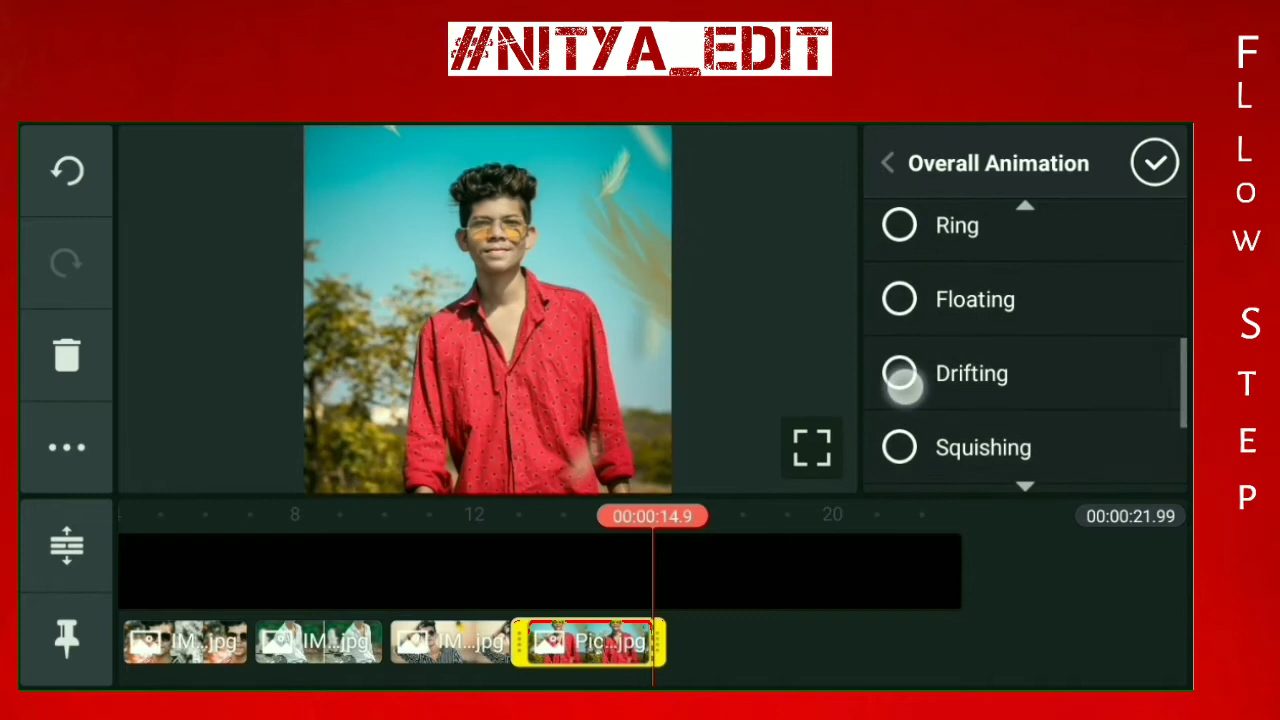 #NITYA_EDIT
FLLOW STEP
Overall Animation
Ring
Floating
Drifting
Squishing
8
12
00:00:14.9
20
00:00:21.99
IM...jpg
IM...jpg
IM...jpg
Pic...jpg